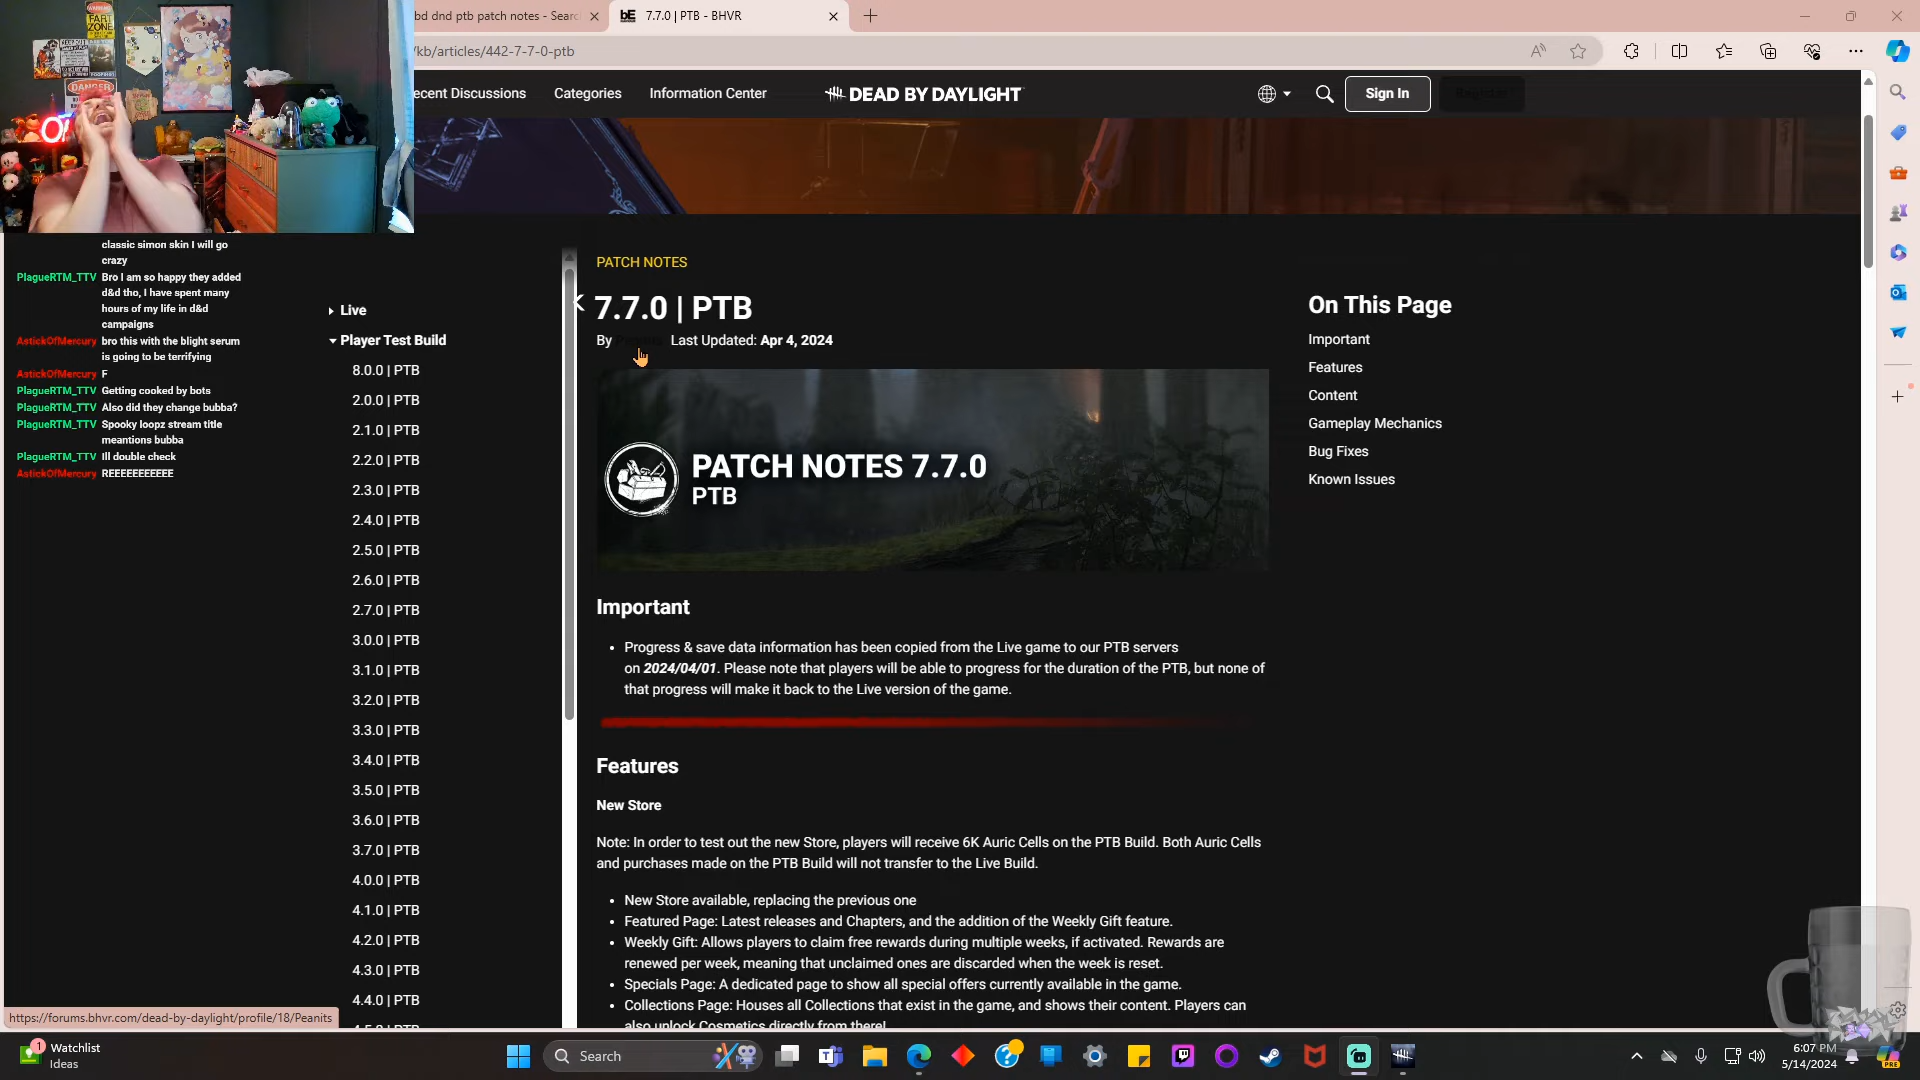 bd dnd ptb patch notes - Searc
bE
7.7.0 | PTB - BHVR
/kb/articles/442-7-7-0-ptb
FART ZONE
DANGER
ecent Discussions
Categories
Information Center
DEAD BY DAYLIGHT
Sign In
Register
classic simon skin I will go
crazy
PlagueRTM_TTV Bro I am so happy they added
d&d tho, I have spent many
hours of my life in d&d
campaigns
AstickOfMercury bro this with the blight serum
is going to be terrifying
AstickOfMercury F
PlagueRTM_TTV Getting cooked by bots
PlagueRTM_TTV Also did they change bubba?
PlagueRTM_TTV Spooky loopz stream title
meantions bubba
PlagueRTM_TTV Ill double check
AstickOfMercury REEEEEEEEEEE
Live
Player Test Build
8.0.0 | PTB
2.0.0 | PTB
2.1.0 | PTB
2.2.0 | PTB
2.3.0 | PTB
2.4.0 | PTB
2.5.0 | PTB
2.6.0 | PTB
2.7.0 | PTB
3.0.0 | PTB
3.1.0 | PTB
3.2.0 | PTB
3.3.0 | PTB
3.4.0 | PTB
3.5.0 | PTB
3.6.0 | PTB
3.7.0 | PTB
4.0.0 | PTB
4.1.0 | PTB
4.2.0 | PTB
4.3.0 | PTB
4.4.0 | PTB
4.5.0 | PTB
PATCH NOTES
7.7.0 | PTB
By Last Updated: Apr 4, 2024
PATCH NOTES 7.7.0
PTB
Important
• Progress & save data information has been copied from the Live game to our PTB servers
on 2024/04/01. Please note that players will be able to progress for the duration of the PTB, but none of
that progress will make it back to the Live version of the game.
Features
New Store
Note: In order to test out the new Store, players will receive 6K Auric Cells on the PTB Build. Both Auric Cells
and purchases made on the PTB Build will not transfer to the Live Build.
• New Store available, replacing the previous one
• Featured Page: Latest releases and Chapters, and the addition of the Weekly Gift feature.
• Weekly Gift: Allows players to claim free rewards during multiple weeks, if activated. Rewards are
renewed per week, meaning that unclaimed ones are discarded when the week is reset.
• Specials Page: A dedicated page to show all special offers currently available in the game.
• Collections Page: Houses all Collections that exist in the game, and shows their content. Players can
also unlock Cosmetics directly from there!
On This Page
Important
Features
Content
Gameplay Mechanics
Bug Fixes
Known Issues
https://forums.bhvr.com/dead-by-daylight/profile/18/Peanits
1
Watchlist
Ideas
Search
6:07 PM
5/14/2024
PRE